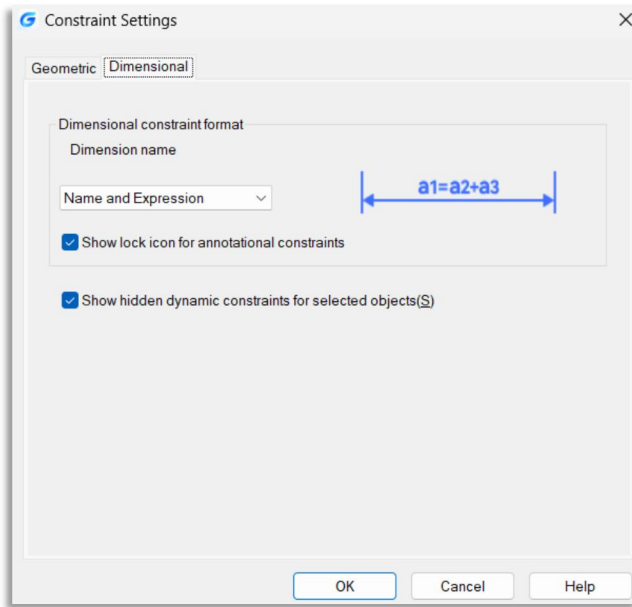 Constraint Settings
Geometric Dimensional
Dimensional constraint format
Dimension name
Name and Expression
a1=a2+a3
Show lock icon for annotational constraints
Show hidden dynamic constraints for selected objects(S)
OK Cancel Help